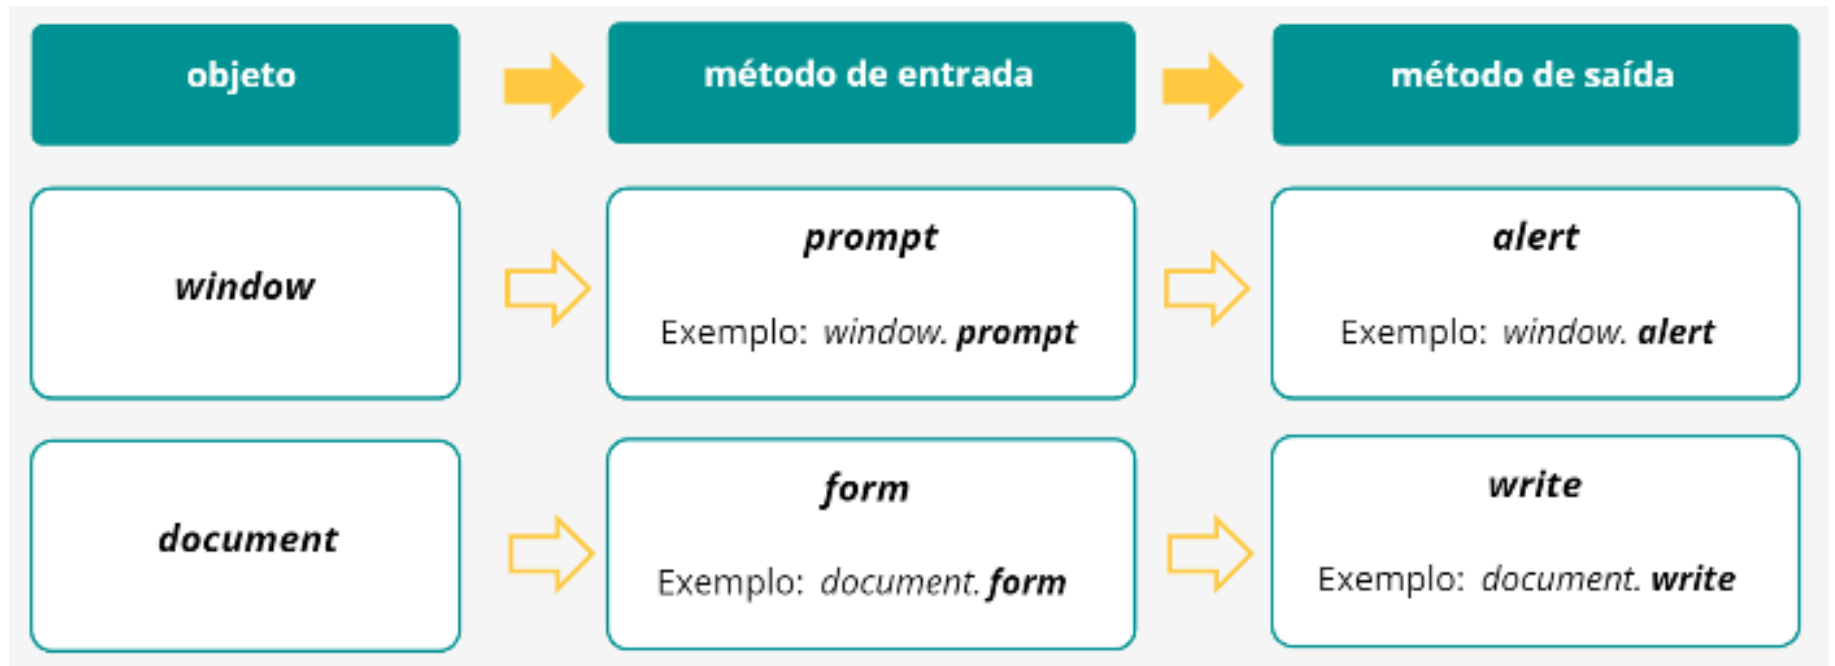 objeto
método de entrada
método de saída
window
prompt
Exemplo: window. prompt
alert
Exemplo: window. alert
document
form
Exemplo: document. form
write
Exemplo: document. write